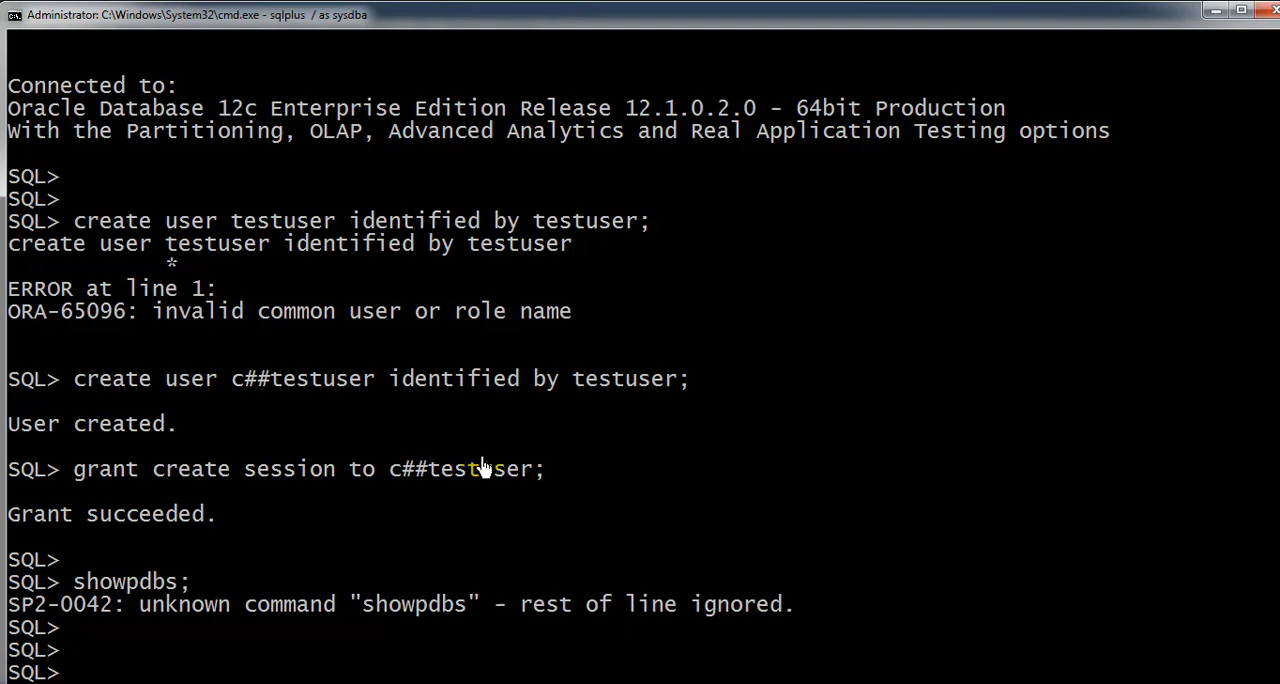 Administrator: C:\Windows\System32\cmd.exe - sqlplus / as sysdba
Connected to:
Oracle Database 12c Enterprise Edition Release 12.1.0.2.0 - 64bit Production
With the Partitioning, OLAP, Advanced Analytics and Real Application Testing options
SQL>
SQL>
SQL> create user testuser identified by testuser;
create user testuser identified by testuser
*
ERROR at line 1:
ORA-65096: invalid common user or role name
SQL> create user c##testuser identified by testuser;
User created.
SQL> grant create session to c##testuser;
Grant succeeded.
SQL>
SQL> showpdbs;
SP2-0042: unknown command "showpdbs" - rest of line ignored.
SQL>
SQL>
SQL>